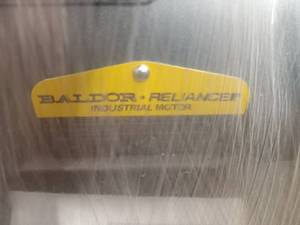 BALDOR • RELIANCE
INDUSTRIAL MOTOR